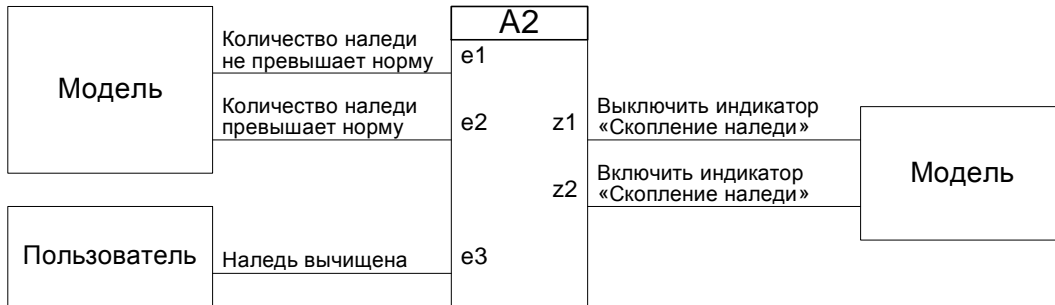 A2
Модель
Количество наледи
не превышает норму
e1
Количество наледи
превышает норму
e2
z1
Выключить индикатор
«Скопление наледи»
z2
Включить индикатор
«Скопление наледи»
Модель
Пользователь
Наледь вычищена
e3